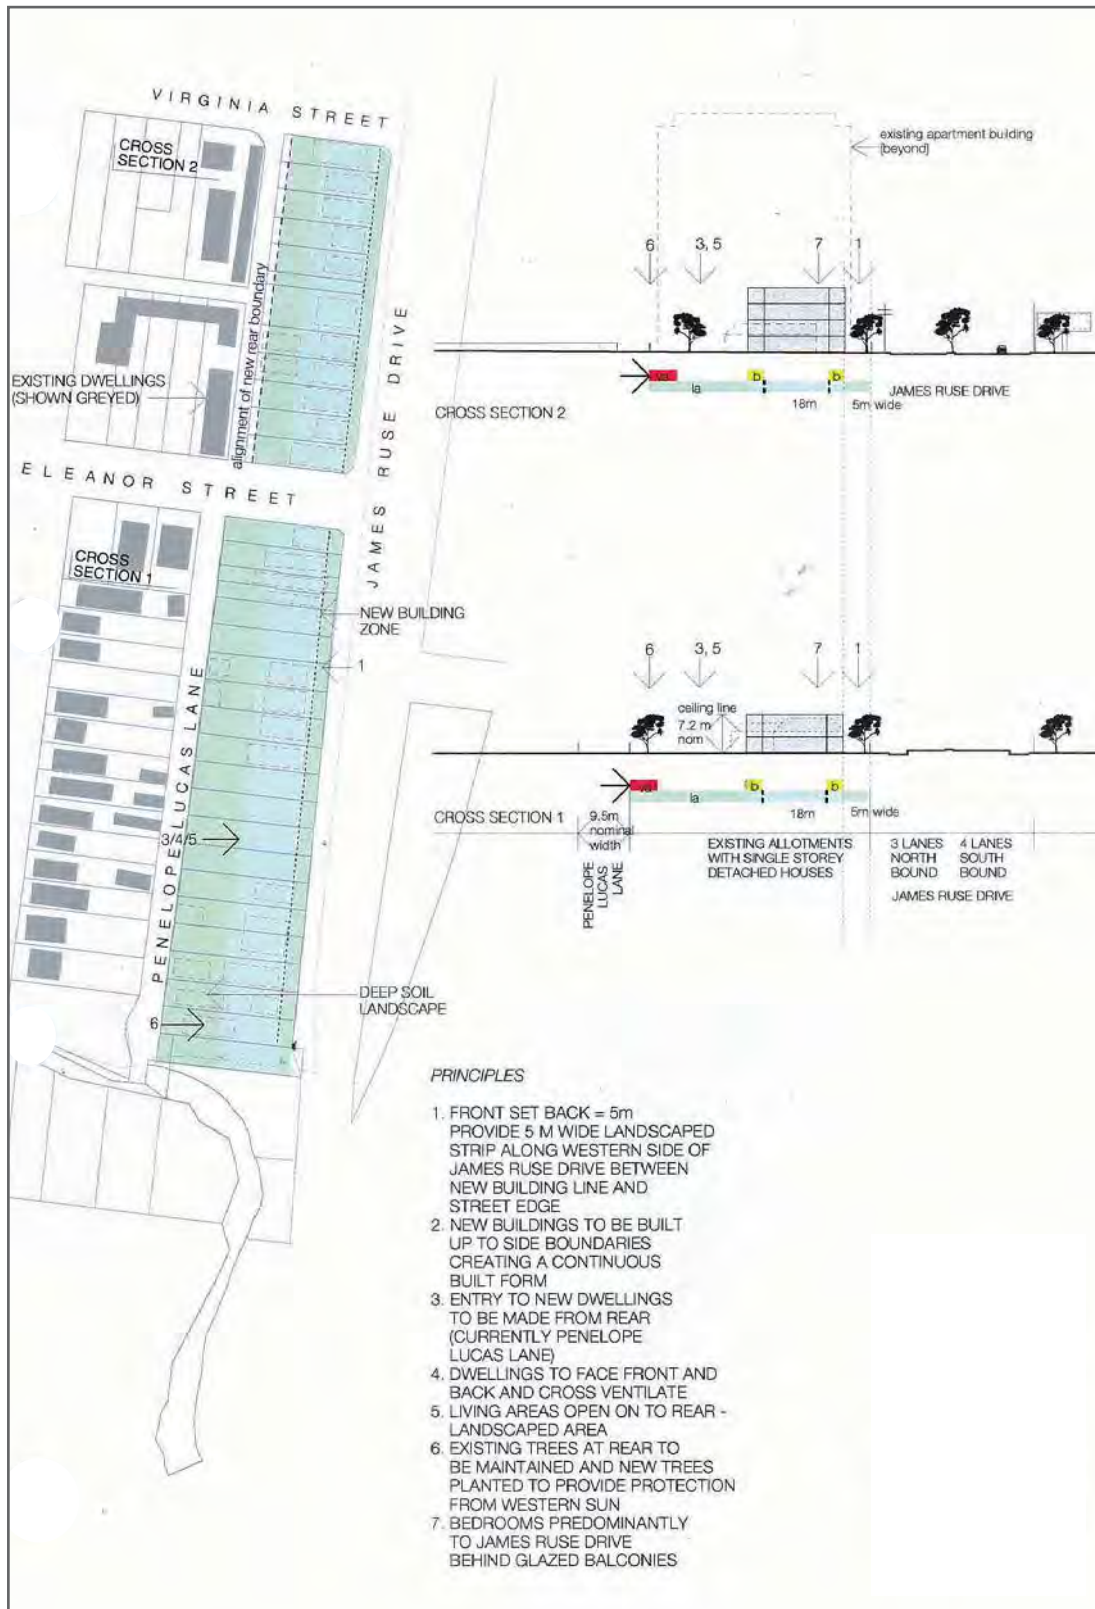 VIRGINIA STREET
CROSS
SECTION 2
alignment of new rear boundary
EXISTING DWELLINGS
(SHOWN GREYED)
JAMES RUSE DRIVE
ELEANOR STREET
CROSS
SECTION 1
NEW BUILDING
ZONE
1
PENELOPE LUCAS LANE
3/4/5
DEEP SOIL
LANDSCAPE
6
existing apartment building
(beyond)
6
3, 5
7
1
va
b
b
la
18m
5m wide
JAMES RUSE DRIVE
CROSS SECTION 2
6
3, 5
7
1
ceiling line
7.2 m
nom
va
b
b
la
18m
5m wide
CROSS SECTION 1
9.5m
nominal
width
PENELOPE
LUCAS
LANE
EXISTING ALLOTMENTS
WITH SINGLE STOREY
DETACHED HOUSES
3 LANES
NORTH
BOUND
4 LANES
SOUTH
BOUND
JAMES RUSE DRIVE
PRINCIPLES
1. FRONT SET BACK = 5m
PROVIDE 5 M WIDE LANDSCAPED
STRIP ALONG WESTERN SIDE OF
JAMES RUSE DRIVE BETWEEN
NEW BUILDING LINE AND
STREET EDGE
2. NEW BUILDINGS TO BE BUILT
UP TO SIDE BOUNDARIES
CREATING A CONTINUOUS
BUILT FORM
3. ENTRY TO NEW DWELLINGS
TO BE MADE FROM REAR
(CURRENTLY PENELOPE
LUCAS LANE)
4. DWELLINGS TO FACE FRONT AND
BACK AND CROSS VENTILATE
5. LIVING AREAS OPEN ON TO REAR -
LANDSCAPED AREA
6. EXISTING TREES AT REAR TO
BE MAINTAINED AND NEW TREES
PLANTED TO PROVIDE PROTECTION
FROM WESTERN SUN
7. BEDROOMS PREDOMINANTLY
TO JAMES RUSE DRIVE
BEHIND GLAZED BALCONIES